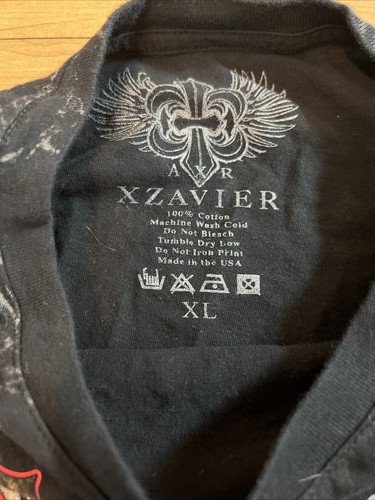 A X R
XZAVIER
100% Cotton
Machine Wash Cold
Do Not Bleach
Tumble Dry Low
Do Not Iron Print
Made in the USA
XL